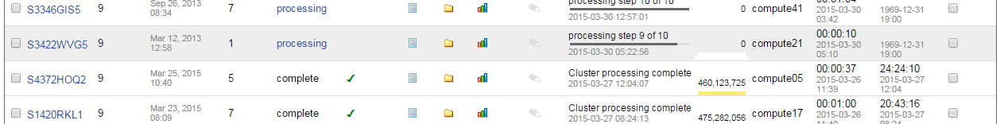 S3346GIS5 9 Sep 26, 2013 08:34 7 processing processing step 10 of 10 2015-03-30 12:57:01 0 compute41 2015-03-30 03:42 1969-12-31 19:00
S3422WVG5 9 Mar 12, 2013 12:58 1 processing processing step 9 of 10 2015-03-30 05:22:56 0 compute21 00:00:10 2015-03-30 05:10 1969-12-31 19:00
S4372HOQ2 9 Mar 25, 2015 10:40 5 complete Cluster processing complete 2015-03-27 12:04:07 460,123,725 compute05 00:00:37 2015-03-26 11:39 24:24:10 2015-03-27 12:04
S1420RKL1 9 Mar 23, 2015 08:09 7 complete Cluster processing complete 2015-03-27 08:24:13 475,282,056 compute17 00:01:00 2015-03-26 20:43:16 2015-03-27